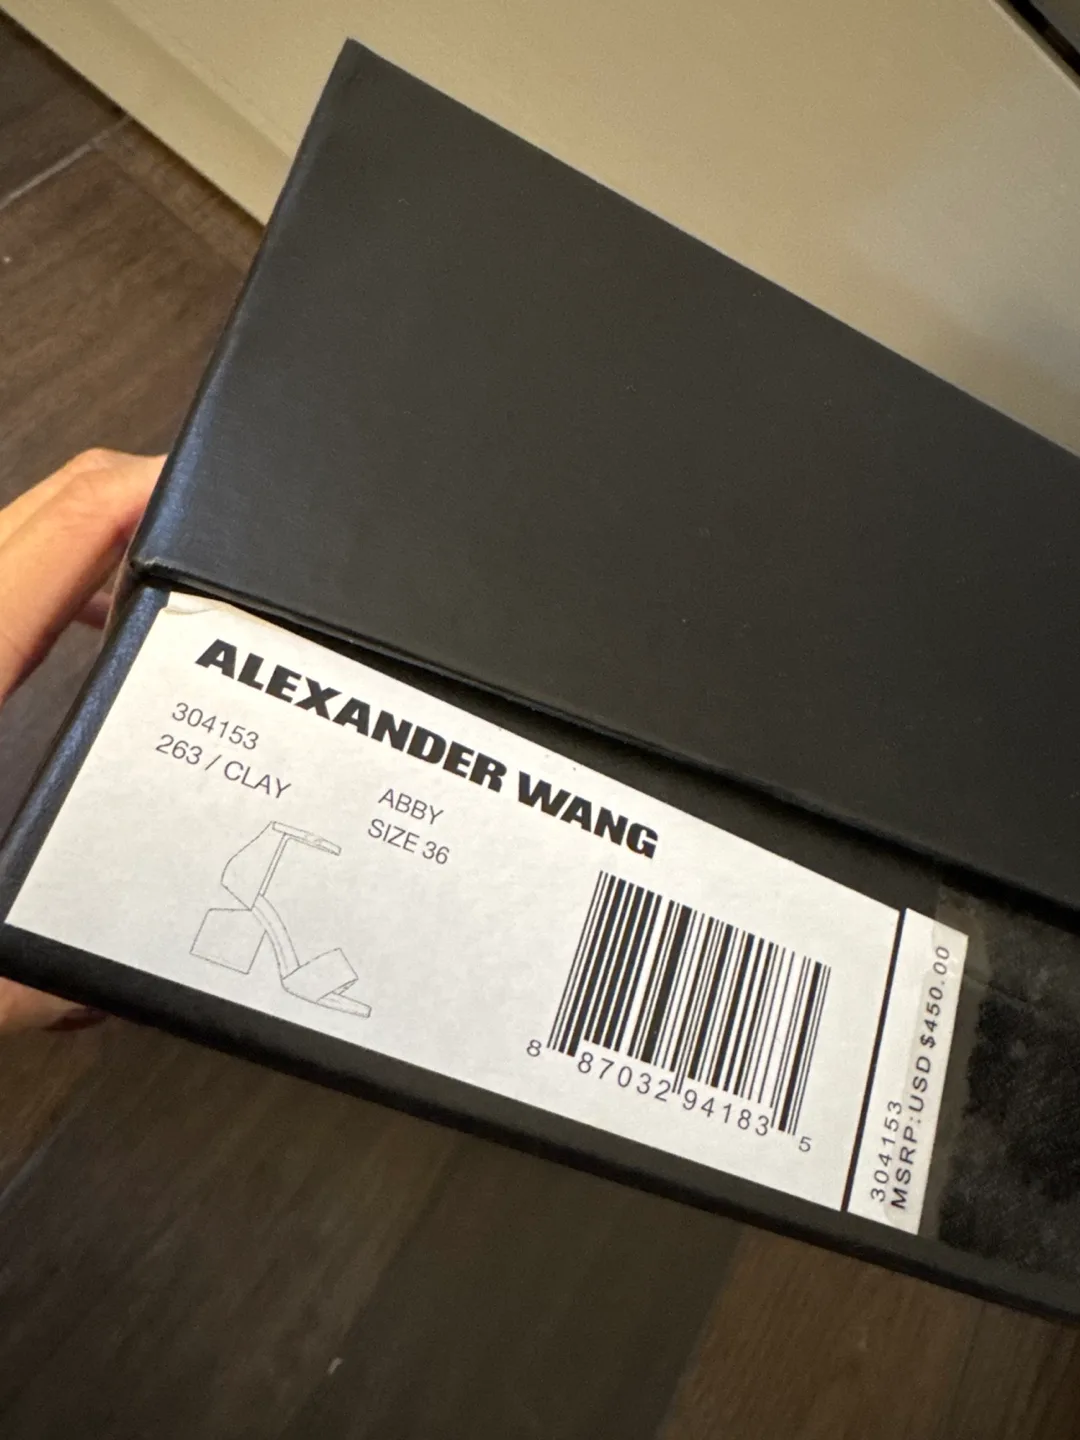 ALEXANDER WANG
304153
263 / CLAY
ABBY
SIZE 36
8 87032 94183 5
304153
MSRP:USD $450.00